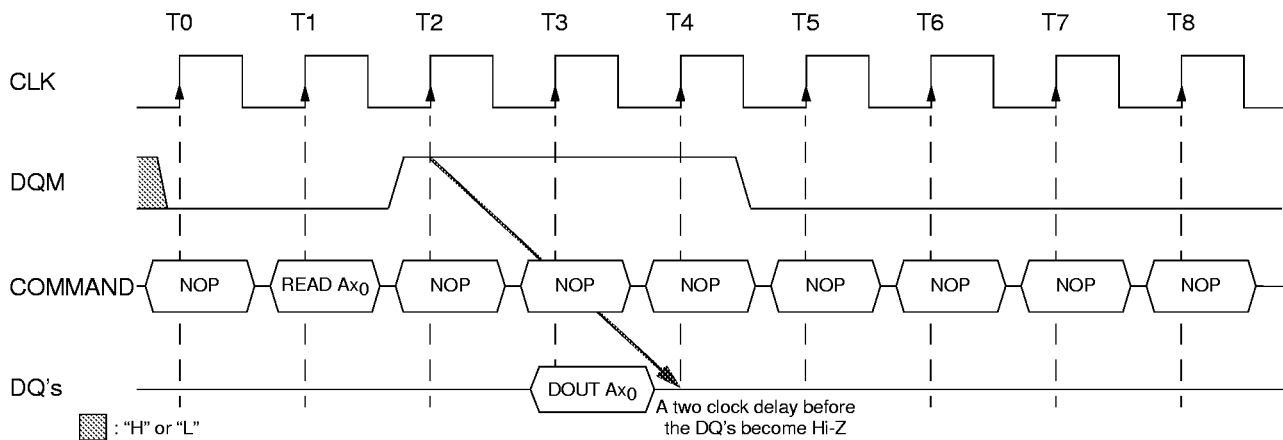 T0 T1 T2 T3 T4 T5 T6 T7 T8
CLK
DQM
COMMAND NOP READ Ax0 NOP NOP NOP NOP NOP NOP NOP
DQ's DOUT Ax0
A two clock delay before
the DQ's become Hi-Z
: “H” or “L”